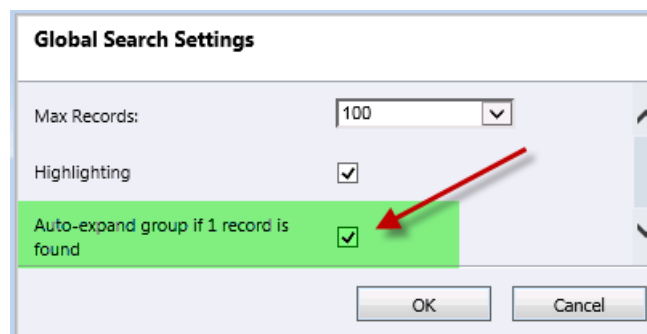 Global Search Settings
Max Records:
100
Highlighting
Auto-expand group if 1 record is
found
OK
Cancel